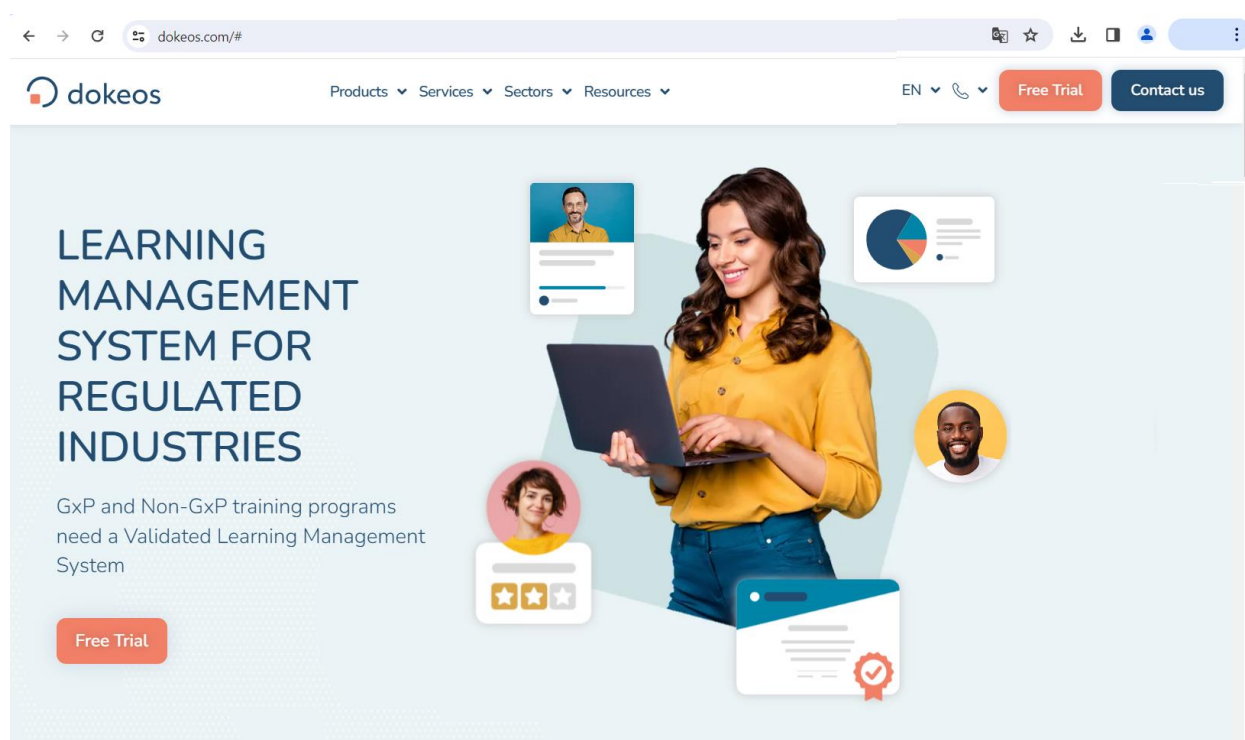 dokeos.com/#
dokeos
Products Services Sectors Resources
EN
Free Trial
Contact us
LEARNING
MANAGEMENT
SYSTEM FOR
REGULATED
INDUSTRIES
GxP and Non-GxP training programs
need a Validated Learning Management
System
Free Trial